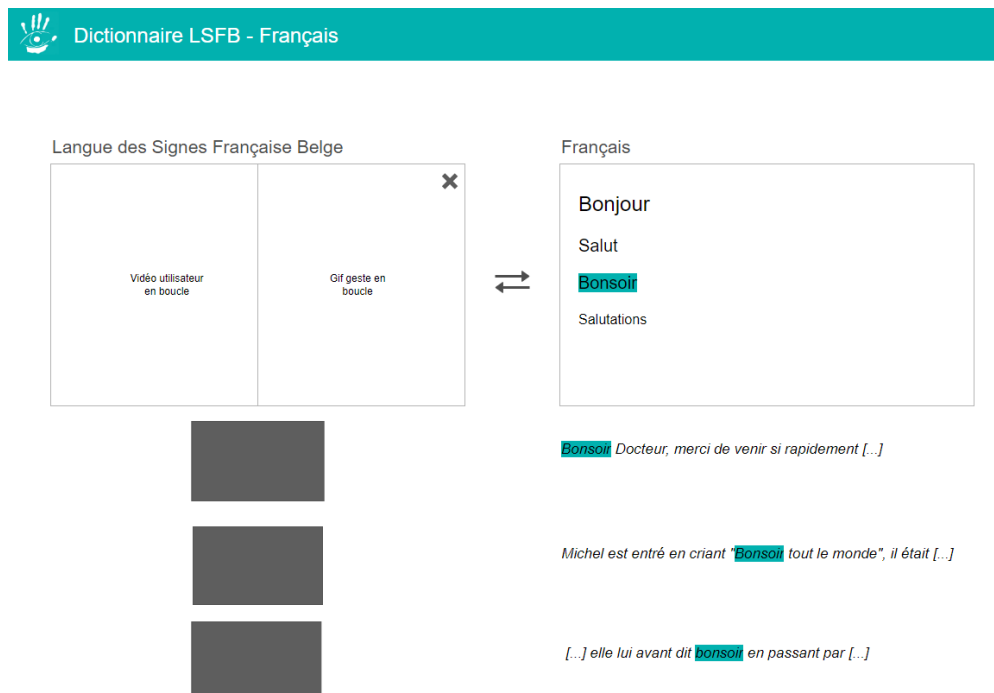 Dictionnaire LSFB - Français
Langue des Signes Française Belge
Vidéo utilisateur
en boucle
Gif geste en
boucle
Français
Bonjour
Salut
Bonsoir
Salutations
Bonsoir Docteur, merci de venir si rapidement [...]
Michel est entré en criant "Bonsoir tout le monde", il était [...]
[...] elle lui avant dit bonsoir en passant par [...]